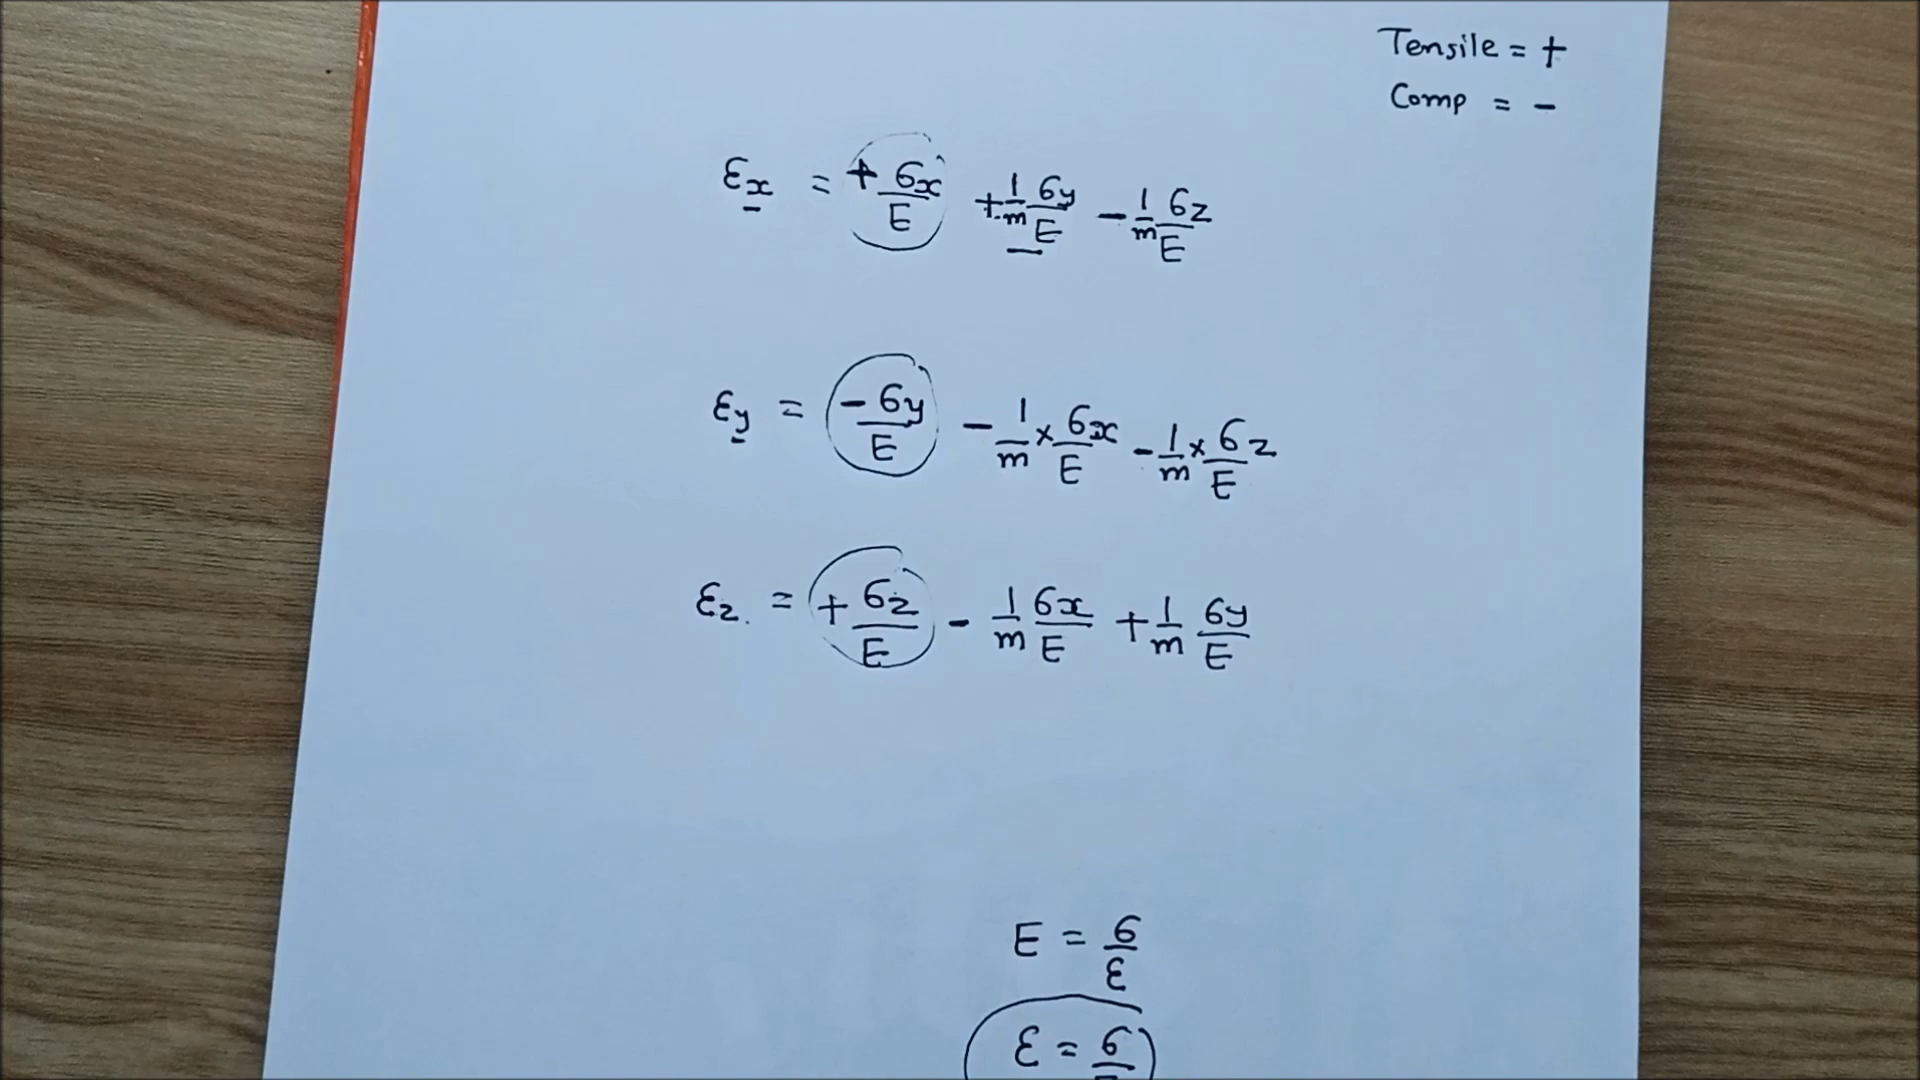 Tensile = +
Comp = -
εx = + σx/E + 1/m σy/E - 1/m σz/E
εy = - σy/E - 1/m × σx/E - 1/m × σz/E
εz. = + σz/E - 1/m σx/E + 1/m σy/E
E = σ/ε
ε = σ/